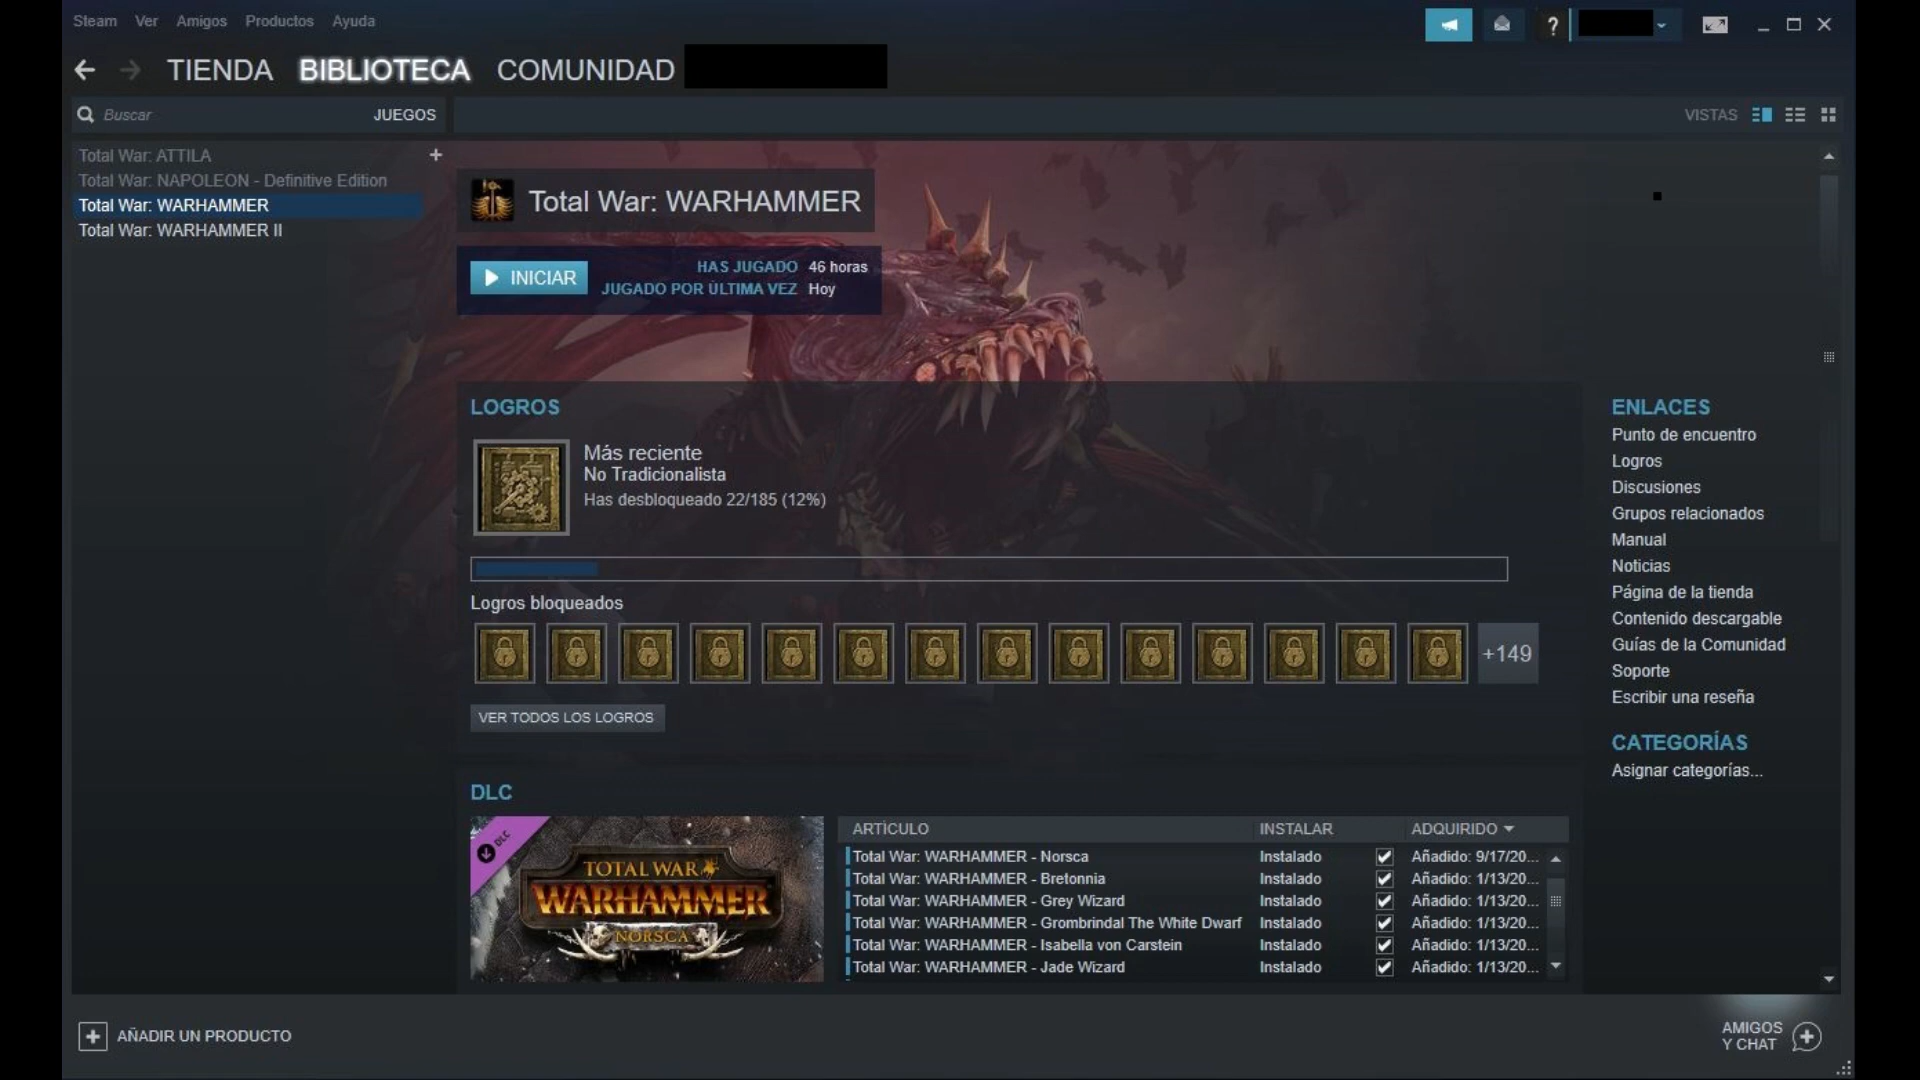 Steam Ver Amigos Productos Ayuda
?
TIENDA BIBLIOTECA COMUNIDAD
Buscar JUEGOS
VISTAS
Total War: ATTILA
Total War: NAPOLEON - Definitive Edition
Total War: WARHAMMER
Total War: WARHAMMER II
Total War: WARHAMMER
INICIAR
HAS JUGADO 46 horas
JUGADO POR ÚLTIMA VEZ Hoy
LOGROS
Más reciente
No Tradicionalista
Has desbloqueado 22/185 (12%)
Logros bloqueados
+149
VER TODOS LOS LOGROS
ENLACES
Punto de encuentro
Logros
Discusiones
Grupos relacionados
Manual
Noticias
Página de la tienda
Contenido descargable
Guías de la Comunidad
Soporte
Escribir una reseña
CATEGORÍAS
Asignar categorías...
DLC
DLC
TOTAL WAR
WARHAMMER
NORSCA
ARTÍCULO INSTALAR ADQUIRIDO
Total War: WARHAMMER - Norsca Instalado Añadido: 9/17/20...
Total War: WARHAMMER - Bretonnia Instalado Añadido: 1/13/20...
Total War: WARHAMMER - Grey Wizard Instalado Añadido: 1/13/20...
Total War: WARHAMMER - Grombrindal The White Dwarf Instalado Añadido: 1/13/20...
Total War: WARHAMMER - Isabella von Carstein Instalado Añadido: 1/13/20...
Total War: WARHAMMER - Jade Wizard Instalado Añadido: 1/13/20...
AÑADIR UN PRODUCTO
AMIGOS
Y CHAT